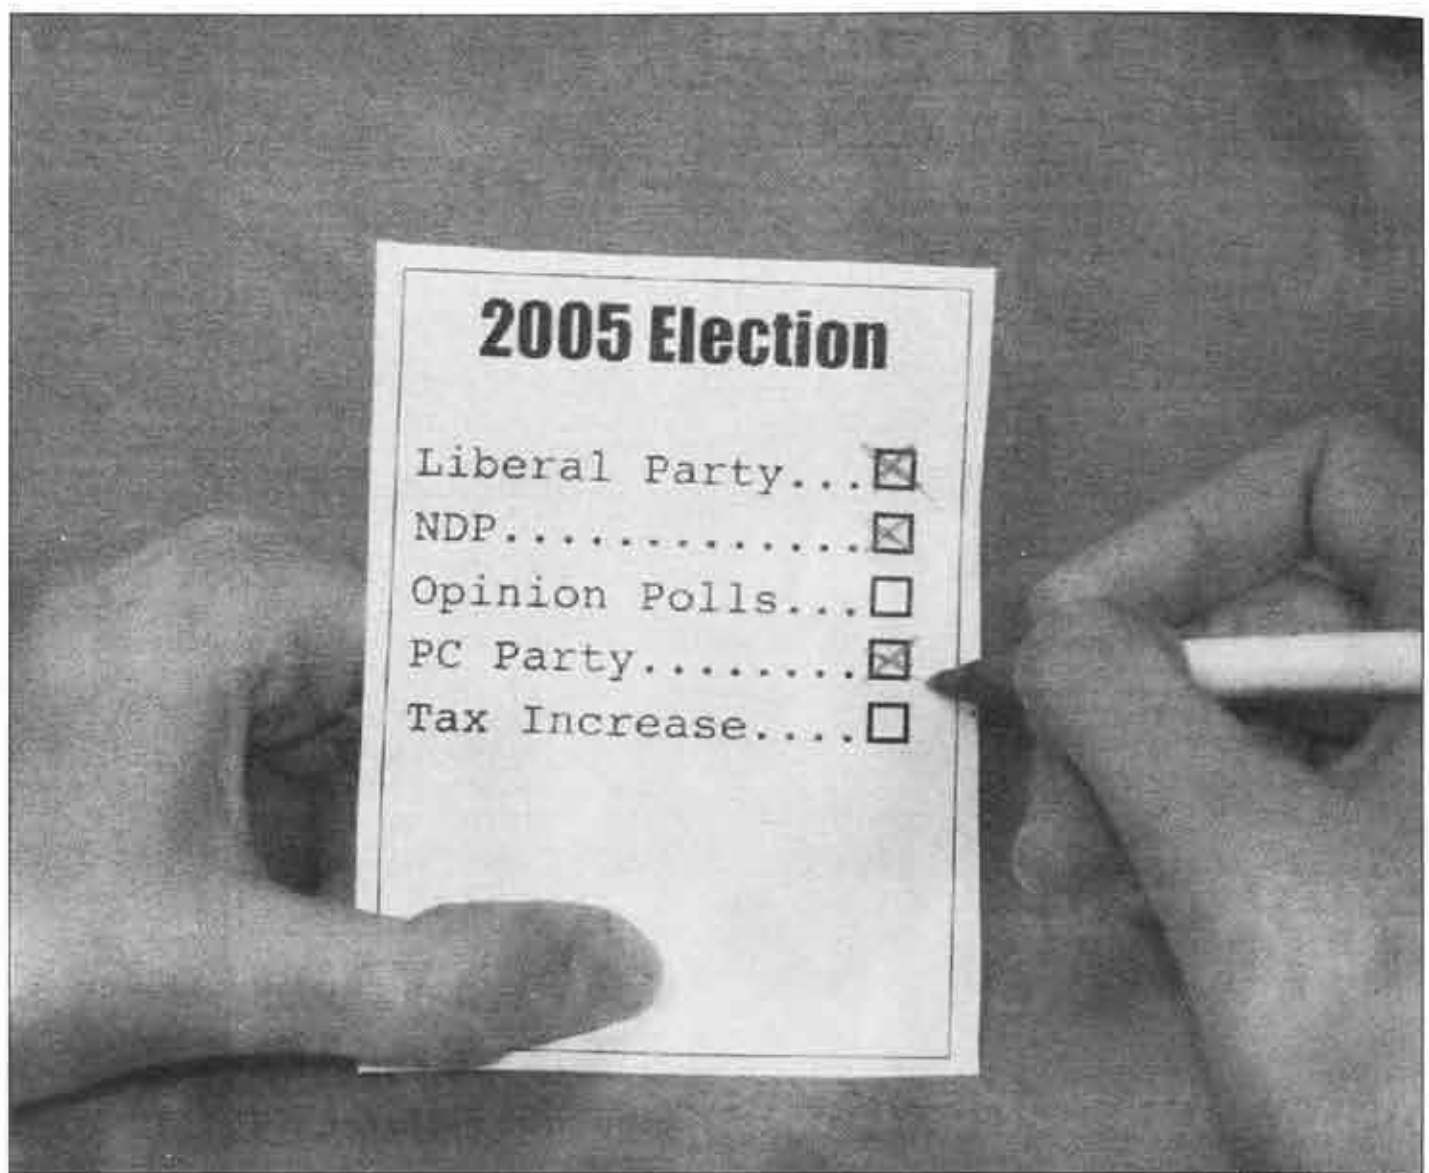 2005 Election
Liberal Party...
NDP..............
Opinion Polls...
PC Party........
Tax Increase....